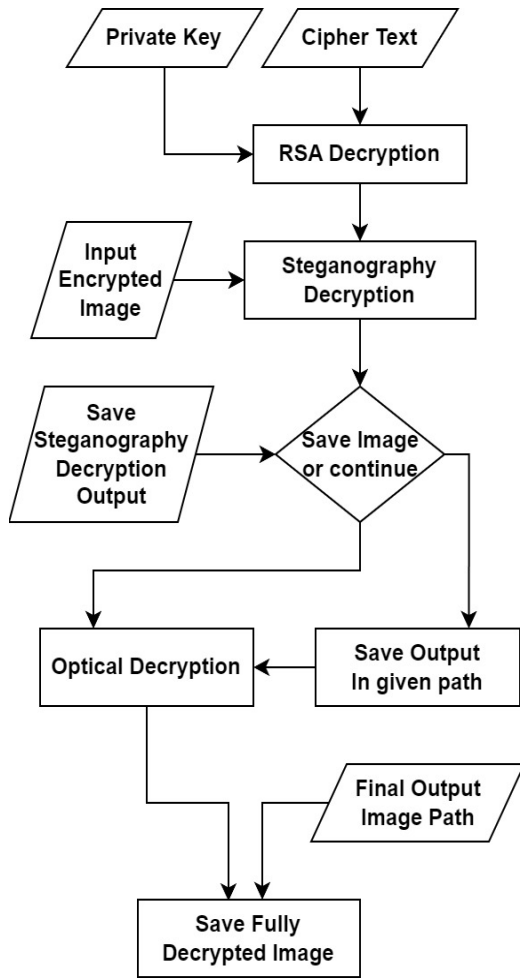 Private Key
Cipher Text
RSA Decryption
Input
Encrypted
Image
Steganography
Decryption
Save
Steganography
Decryption
Output
Save Image
or continue
Optical Decryption
Save Output
In given path
Final Output
Image Path
Save Fully
Decrypted Image